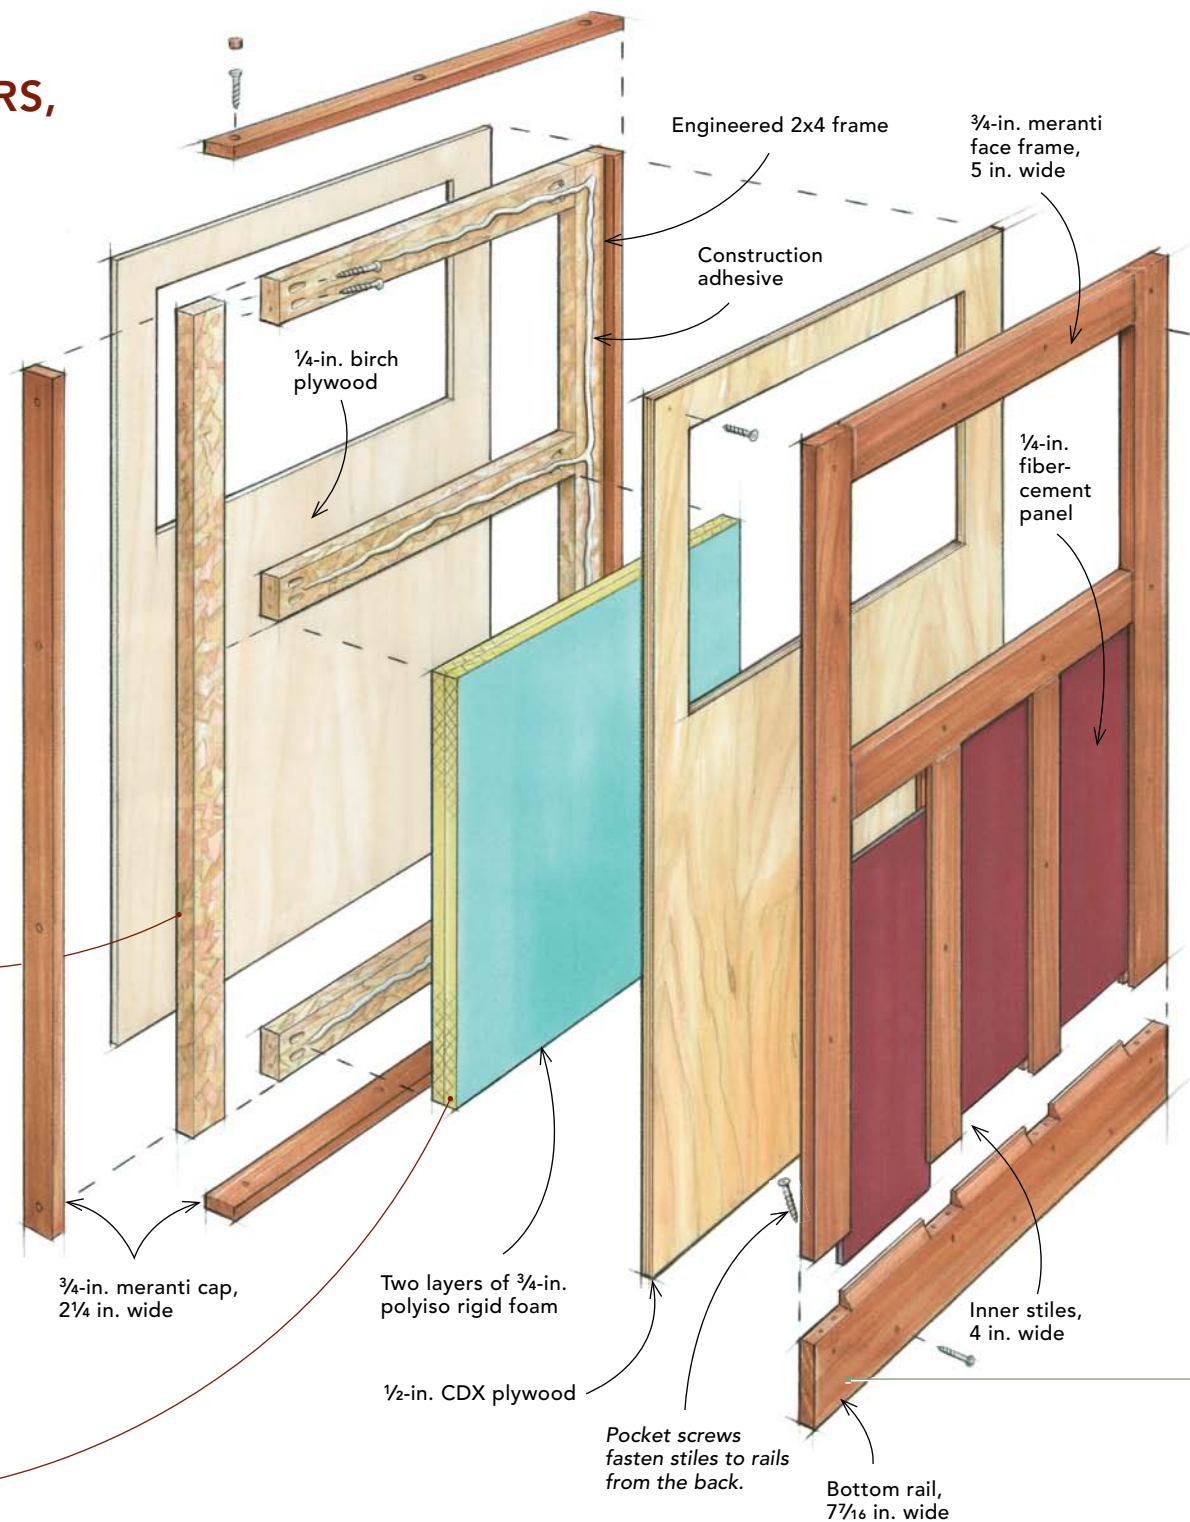 RS,
Engineered 2x4 frame
¾-in. meranti
face frame,
5 in. wide
Construction
adhesive
¼-in. birch
plywood
¼-in.
fiber-
cement
panel
¾-in. meranti cap,
2¼ in. wide
Two layers of ¾-in.
polyiso rigid foam
Inner stiles,
4 in. wide
½-in. CDX plywood
Pocket screws
fasten stiles to rails
from the back.
Bottom rail,
7⁷⁄₁₆ in. wide